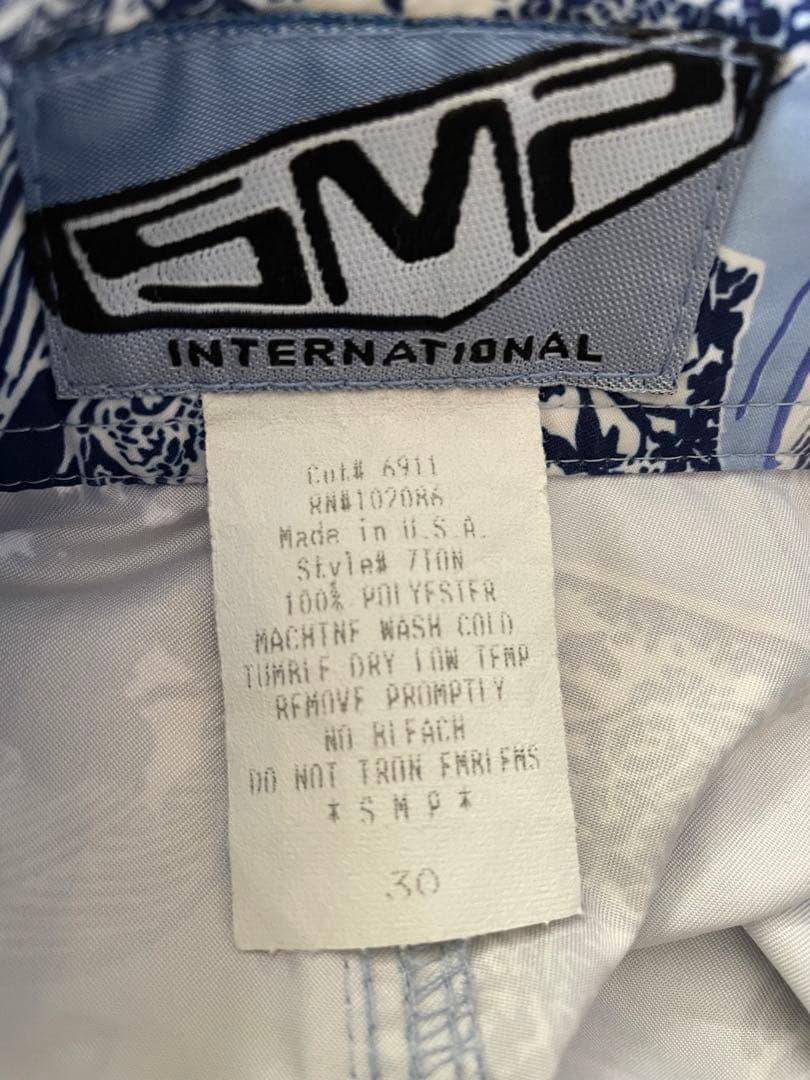 SMP
INTERNATIONAL
Cut# 6911
RN#102086
Made in U.S.A.
Style# 7TON
100% POLYESTER
MACHINE WASH COLD
TUMBLE DRY LOW TEMP
REMOVE PROMPTLY
NO BLEACH
DO NOT IRON EMBLEMS
* S M P *
30